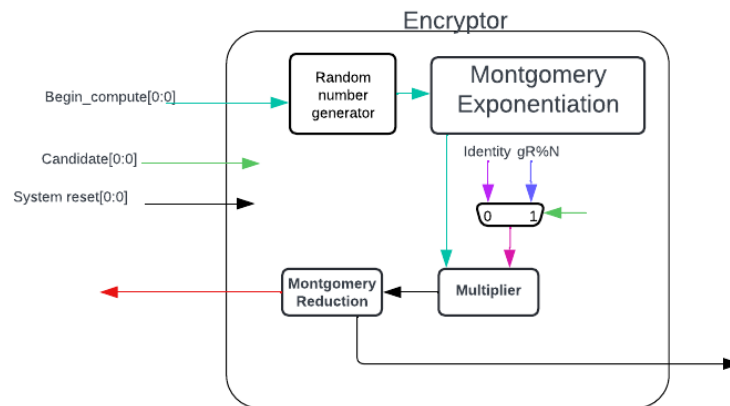 Encryptor
Random
number
generator
Montgomery
Exponentiation
Begin_compute[0:0]
Candidate[0:0]
Identity gR%N
System reset[0:0]
0 1
Montgomery
Reduction
Multiplier